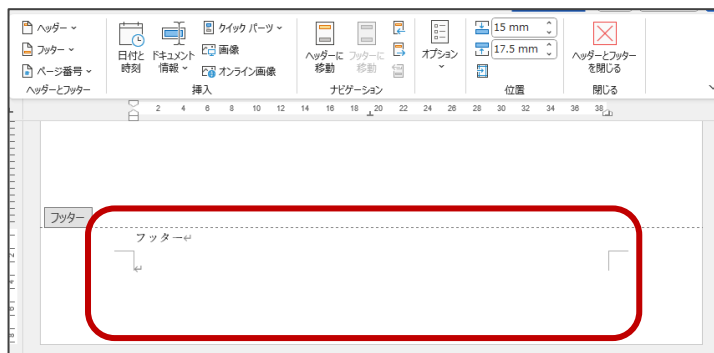 ヘッダー
フッター
ページ番号
ヘッダーとフッター
日付と時刻
ドキュメント情報
クイック パーツ
画像
オンライン画像
挿入
ヘッダーに移動
フッターに移動
ナビゲーション
オプション
15 mm
17.5 mm
位置
ヘッダーとフッターを閉じる
閉じる
2 4 6 8 10 12 14 16 18 20 22 24 26 28 30 32 34 36 38
フッター
フッター↵
↵
2
4
6
8